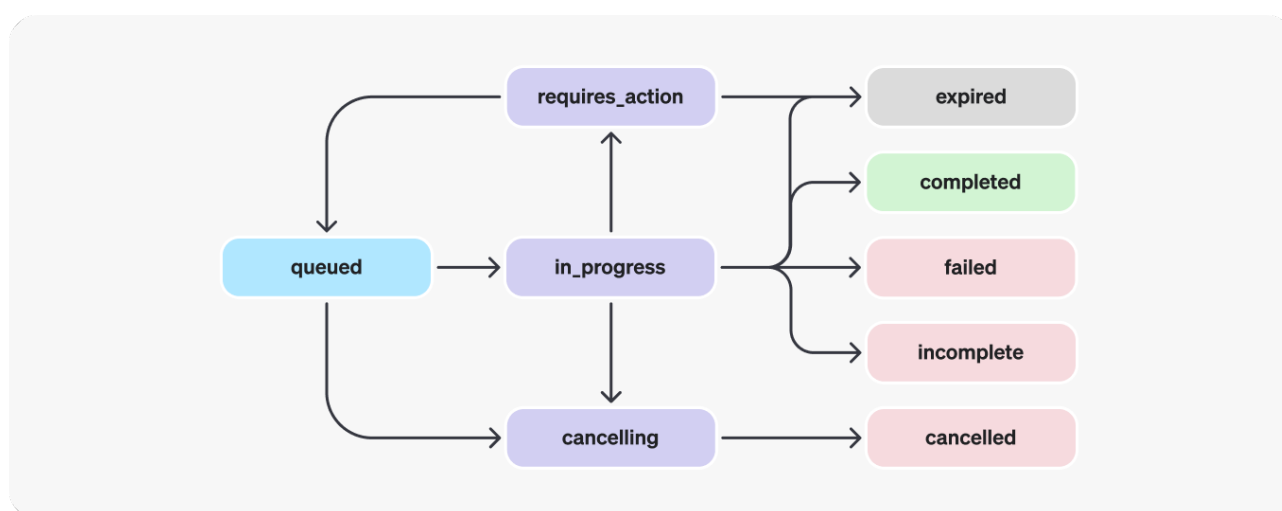 requires_action
expired
completed
queued
in_progress
failed
incomplete
cancelling
cancelled